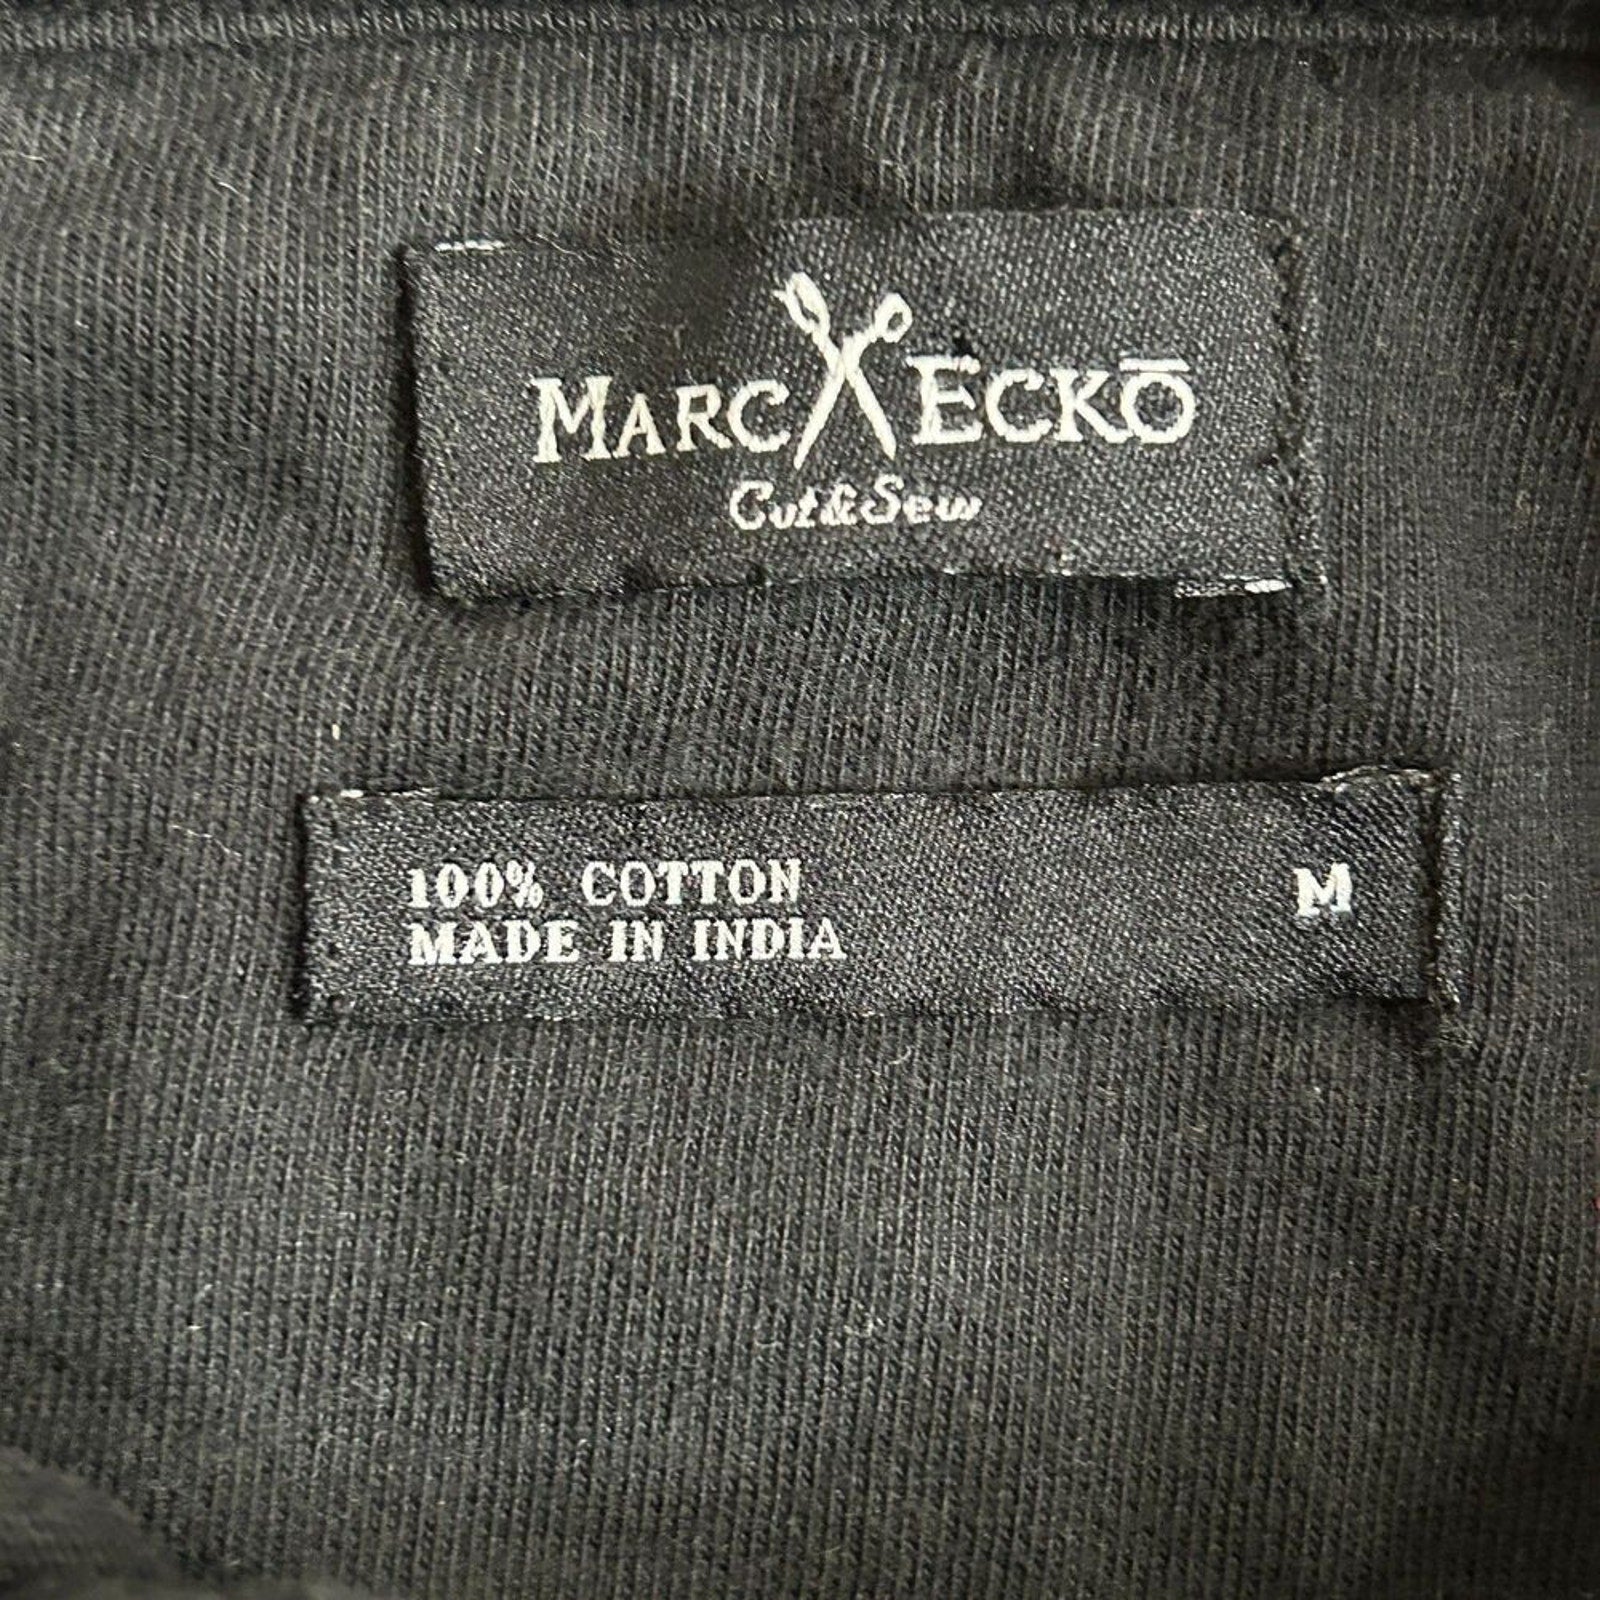 MARC ECKŌ
Cut&Sew
100% COTTON M
MADE IN INDIA